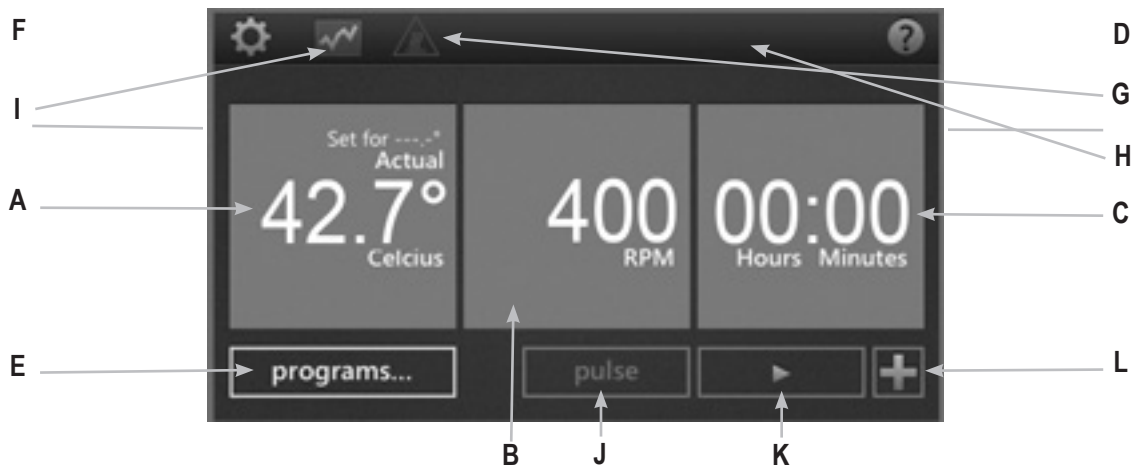 F
D
?
I
G
H
Set for ---.-°
Actual
A
42.7°
400
00:00
C
Celcius
RPM
Hours Minutes
E
programs...
pulse
L
B
J
K